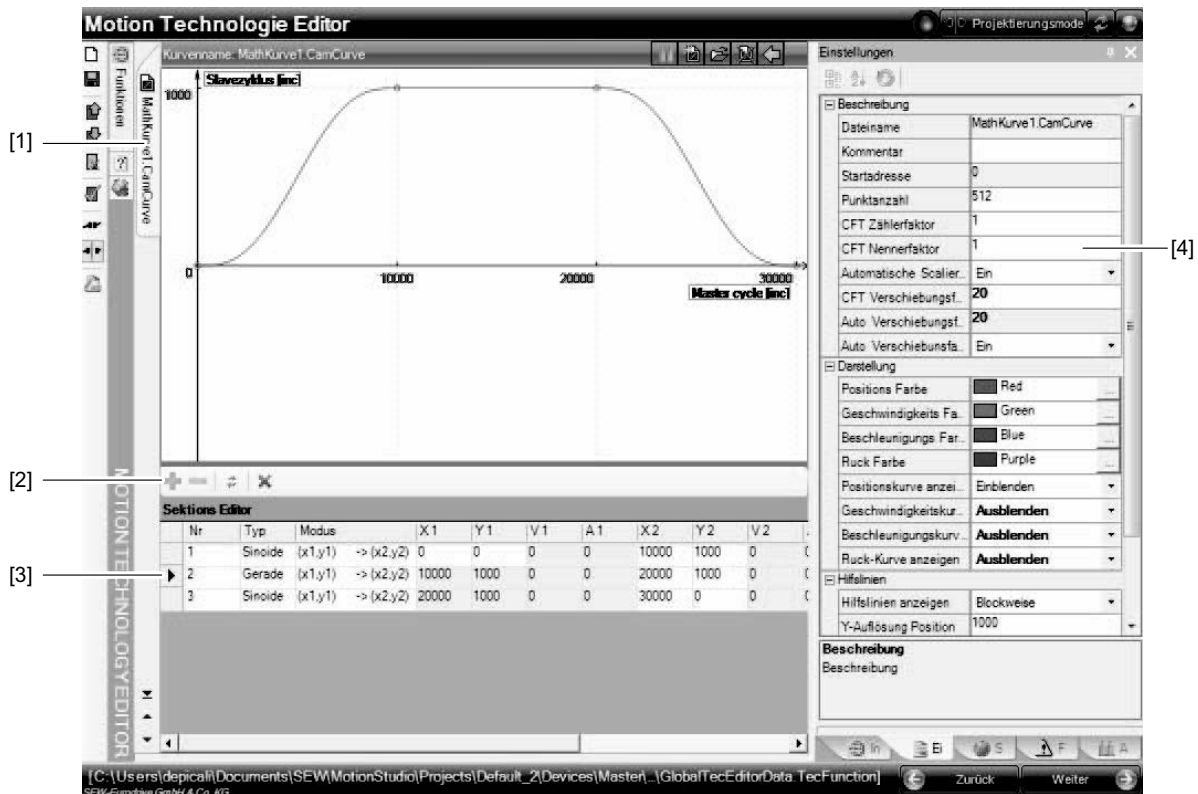 Motion Technologie Editor
Projektierungsmode
Funktionen
MathKurve1.CamCurve
MOTION TECHNOLOGY EDITOR
Kurvenname: MathKurve1.CamCurve
Slavezyklus [inc]
1000
0
10000
20000
30000
Master cycle [inc]
[1]
[2]
[3]
[4]
Sektions Editor
Nr Typ Modus X1 Y1 V1 A1 X2 Y2 V2
1 Sinoide (x1,y1) -> (x2,y2) 0 0 0 0 10000 1000 0
2 Gerade (x1,y1) -> (x2,y2) 10000 1000 0 0 20000 1000 0
3 Sinoide (x1,y1) -> (x2,y2) 20000 1000 0 0 30000 0 0
Einstellungen
Beschreibung
Dateiname MathKurve1.CamCurve
Kommentar
Startadresse 0
Punktanzahl 512
CFT Zählerfaktor 1
CFT Nennerfaktor 1
Automatische Scalier... Ein
CFT Verschiebungsf... 20
Auto Verschiebungsf... 20
Auto Verschiebunsfa... Ein
Darstellung
Positions Farbe Red
Geschwindigkeits Fa... Green
Beschleunigungs Far... Blue
Ruck Farbe Purple
Positionskurve anzei... Einblenden
Geschwindigkeitskur... Ausblenden
Beschleunigungskurv... Ausblenden
Ruck-Kurve anzeigen Ausblenden
Hilfslinien
Hilfslinien anzeigen Blockweise
Y-Auflösung Position 1000
Beschreibung
Beschreibung
In Ei S F A
[C:\Users\depicali\Documents\SEW\MotionStudio\Projects\Default_2\Devices\Master\...\GlobalTecEditorData.TecFunction]
Zurück Weiter
SEW-Eurodrive GmbH & Co. KG